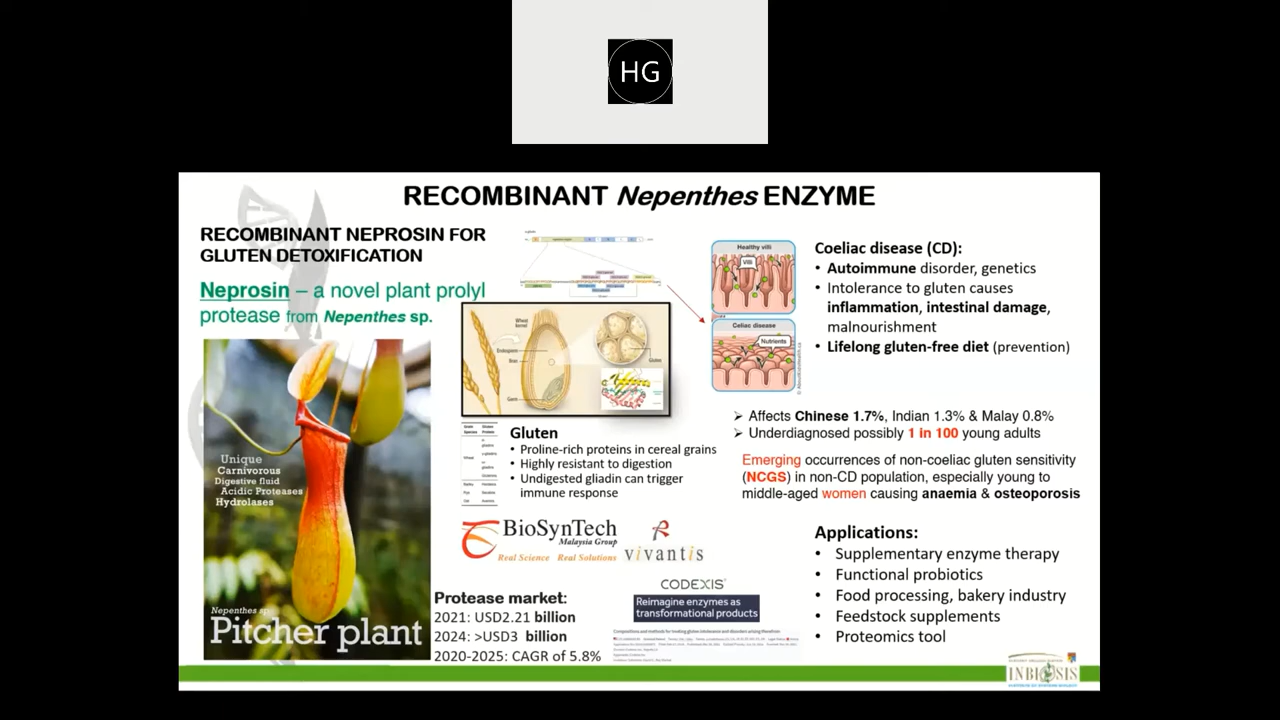 HG
RECOMBINANT Nepenthes ENZYME
RECOMBINANT NEPROSIN FOR
GLUTEN DETOXIFICATION
Neprosin – a novel plant prolyl
protease from Nepenthes sp.
Unique
Carnivorous
Digestive fluid
Acidic Proteases
Hydrolases
Nepenthes sp.
Pitcher plant
Wheat
kernel
Endosperm
Bran
Germ
Gluten
Healthy villi
Villi
Celiac disease
Nutrients
Gluten
• Proline-rich proteins in cereal grains
• Highly resistant to digestion
• Undigested gliadin can trigger
immune response
BioSynTech
Malaysia Group
Real Science Real Solutions
vivantis
Protease market:
2021: USD2.21 billion
2024: >USD3 billion
2020-2025: CAGR of 5.8%
CODEXIS
Reimagine enzymes as
transformational products
Coeliac disease (CD):
• Autoimmune disorder, genetics
• Intolerance to gluten causes
inflammation, intestinal damage,
malnourishment
• Lifelong gluten-free diet (prevention)
➢ Affects Chinese 1.7%, Indian 1.3% & Malay 0.8%
➢ Underdiagnosed possibly 1 in 100 young adults
Emerging occurrences of non-coeliac gluten sensitivity
(NCGS) in non-CD population, especially young to
middle-aged women causing anaemia & osteoporosis
Applications:
• Supplementary enzyme therapy
• Functional probiotics
• Food processing, bakery industry
• Feedstock supplements
• Proteomics tool
INBIOSIS